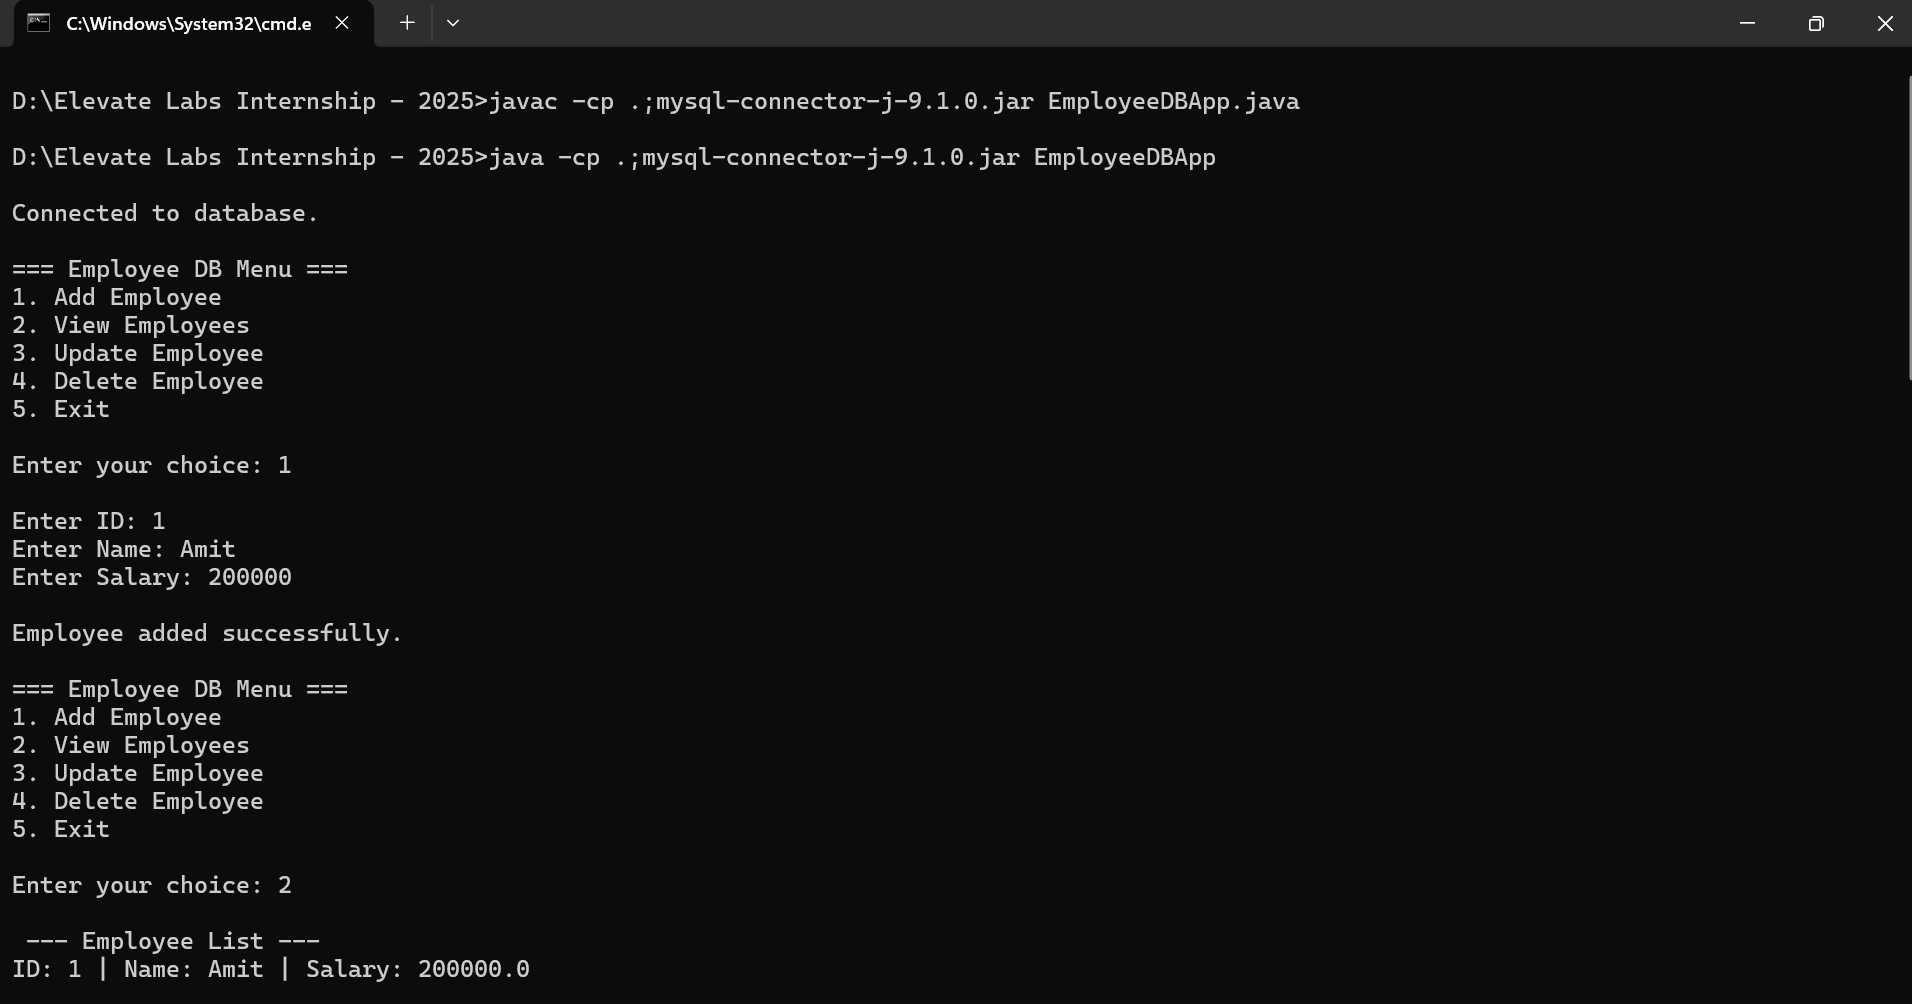 C:\Windows\System32\cmd.e
D:\Elevate Labs Internship - 2025>javac -cp .;mysql-connector-j-9.1.0.jar EmployeeDBApp.java
D:\Elevate Labs Internship - 2025>java -cp .;mysql-connector-j-9.1.0.jar EmployeeDBApp
Connected to database.
=== Employee DB Menu ===
1. Add Employee
2. View Employees
3. Update Employee
4. Delete Employee
5. Exit
Enter your choice: 1
Enter ID: 1
Enter Name: Amit
Enter Salary: 200000
Employee added successfully.
=== Employee DB Menu ===
1. Add Employee
2. View Employees
3. Update Employee
4. Delete Employee
5. Exit
Enter your choice: 2
--- Employee List ---
ID: 1 | Name: Amit | Salary: 200000.0